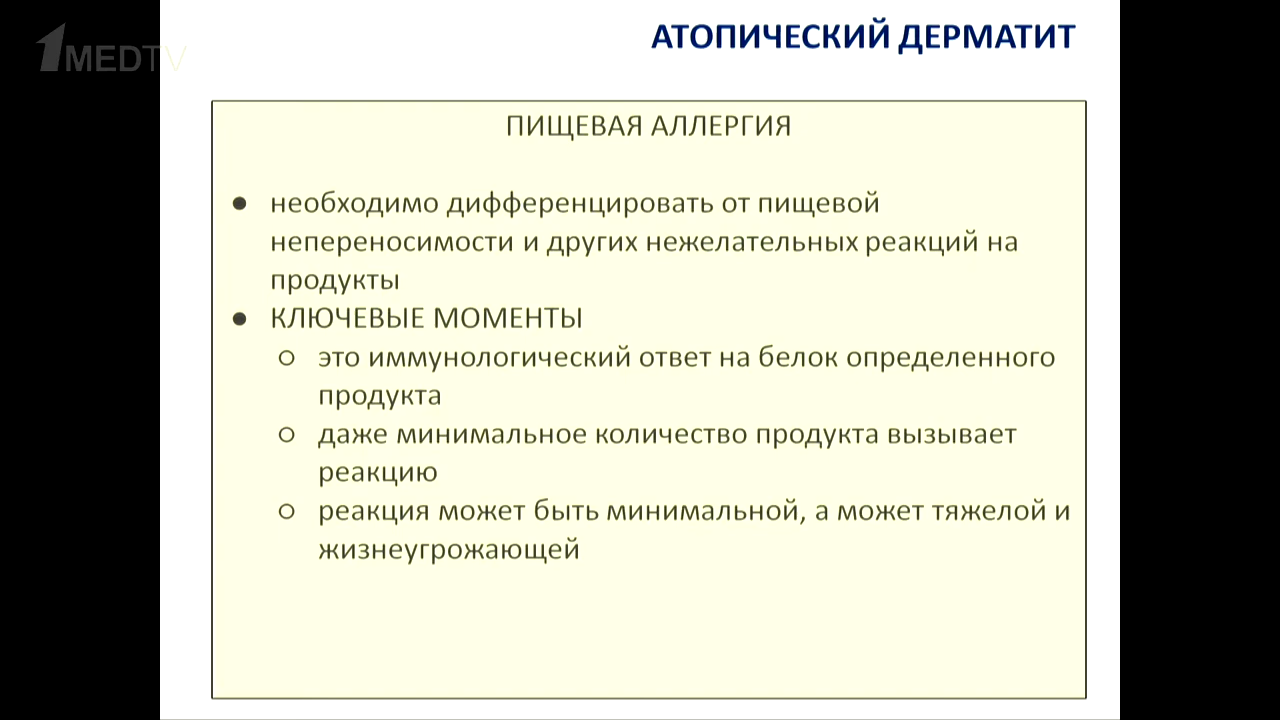 1MEDTV
АТОПИЧЕСКИЙ ДЕРМАТИТ
ПИЩЕВАЯ АЛЛЕРГИЯ
● необходимо дифференцировать от пищевой
непереносимости и других нежелательных реакций на
продукты
● КЛЮЧЕВЫЕ МОМЕНТЫ
○ это иммунологический ответ на белок определенного
продукта
○ даже минимальное количество продукта вызывает
реакцию
○ реакция может быть минимальной, а может тяжелой и
жизнеугрожающей